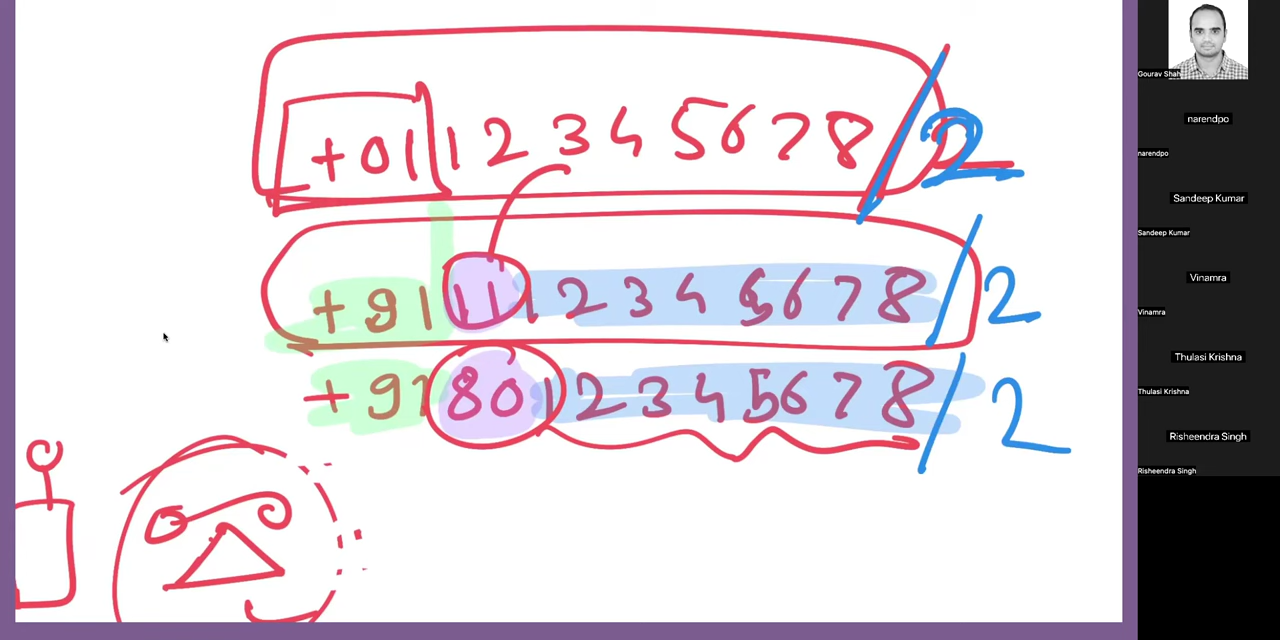 +01 12345678/2
+91 11 12345678/2
+91 80 12345678/2
Gourav Shah
narendpo
narendpo
Sandeep Kumar
Sandeep Kumar
Vinamra
Vinamra
Thulasi Krishna
Thulasi Krishna
Risheendra Singh
Risheendra Singh